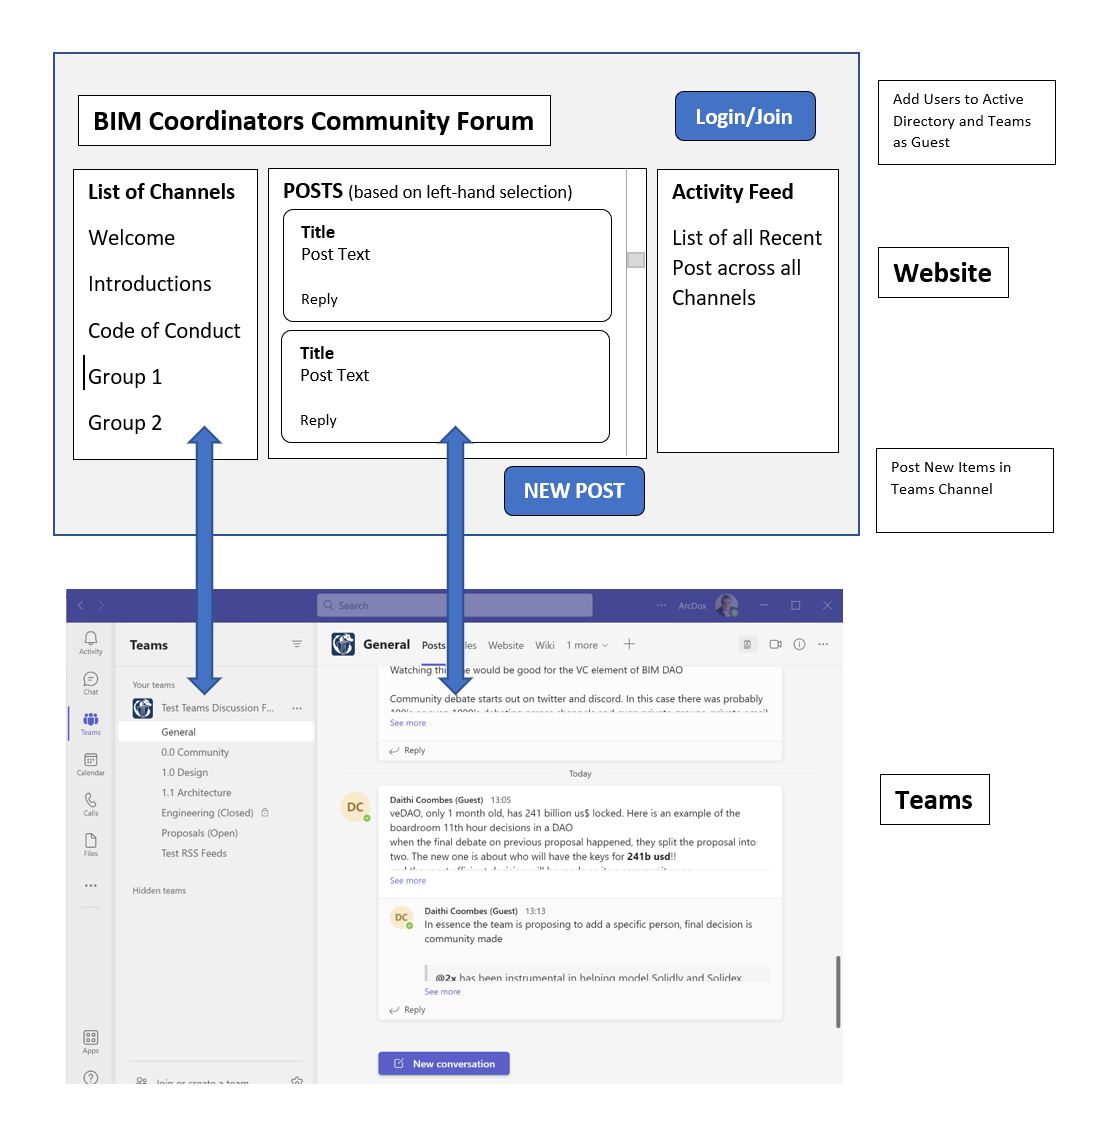 BIM Coordinators Community Forum
Login/Join
Add Users to Active
Directory and Teams
as Guest
List of Channels
Welcome
Introductions
Code of Conduct
Group 1
Group 2
POSTS (based on left-hand selection)
Title
Post Text
Reply
Title
Post Text
Reply
Activity Feed
List of all Recent
Post across all
Channels
Website
NEW POST
Post New Items in
Teams Channel
Search
ArcDox
Activity
Chat
Teams
Calendar
Calls
Files
Apps
Teams
Your teams
Test Teams Discussion F...
General
0.0 Community
1.0 Design
1.1 Architecture
Engineering (Closed)
Proposals (Open)
Test RSS Feeds
Hidden teams
Join or create a team
General Posts Website Wiki 1 more
Watching would be good for the VC element of BIM DAO
Community debate starts out on twitter and discord. In this case there was probably
See more
Reply
Today
DC
Daithi Coombes (Guest) 13:05
veDAO, only 1 month old, has 241 billion us$ locked. Here is an example of the
boardroom 11th hour decisions in a DAO
when the final debate on previous proposal happened, they split the proposal into
two. The new one is about who will have the keys for 241b usd!!
See more
DC
Daithi Coombes (Guest) 13:13
In essence the team is proposing to add a specific person, final decision is
community made
@2x has been instrumental in helping model Solidly and Solidex
See more
Reply
New conversation
Teams